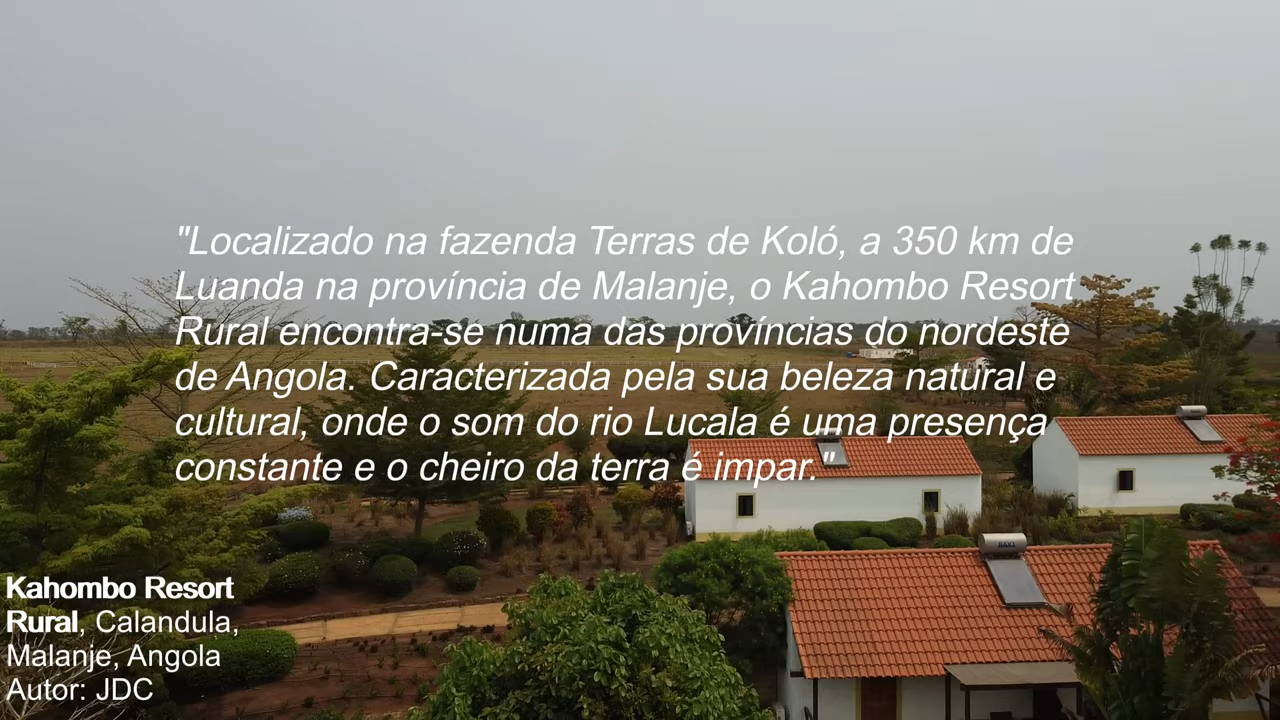 "Localizado na fazenda Terras de Koló, a 350 km de
Luanda na província de Malanje, o Kahombo Resort
Rural encontra-se numa das províncias do nordeste
de Angola. Caracterizada pela sua beleza natural e
cultural, onde o som do rio Lucala é uma presença
constante e o cheiro da terra é impar."
Kahombo Resort
Rural, Calandula,
Malanje, Angola
Autor: JDC